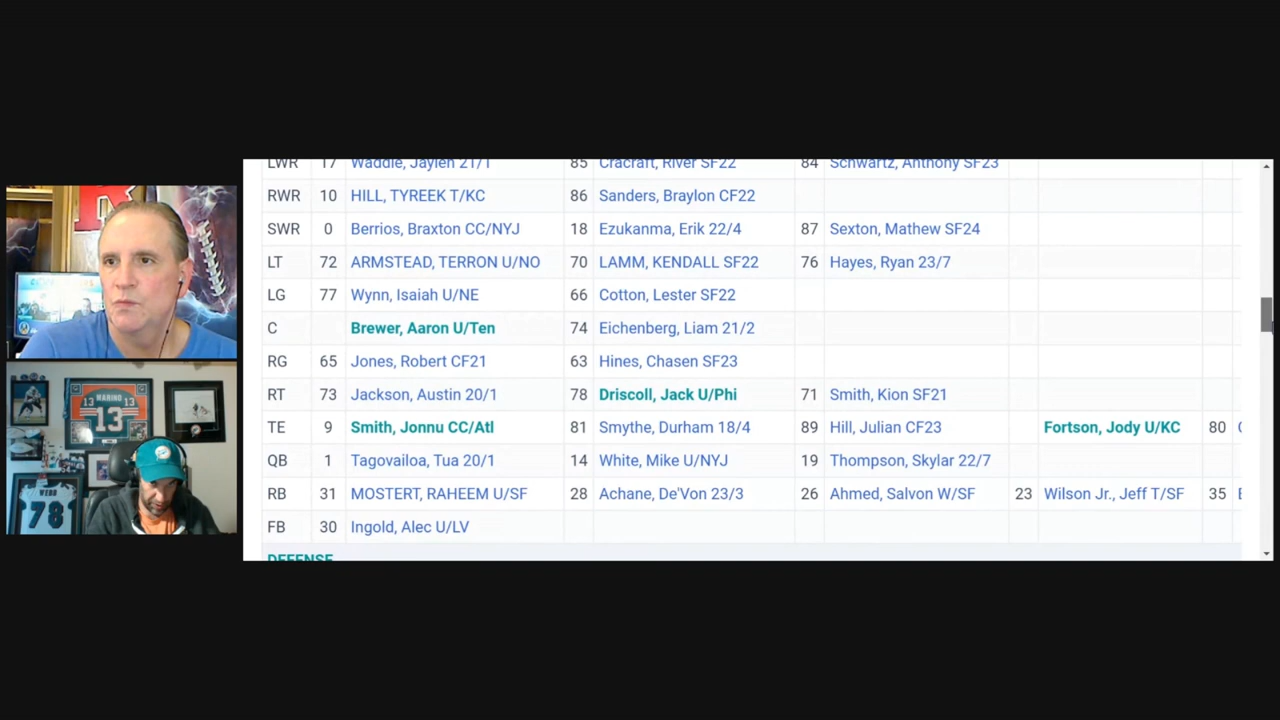 LWR 17 Waddle, Jaylen 21/1 85 Cracraft, River SF22 84 Schwartz, Anthony SF23
RWR 10 HILL, TYREEK T/KC 86 Sanders, Braylon CF22
SWR 0 Berrios, Braxton CC/NYJ 18 Ezukanma, Erik 22/4 87 Sexton, Mathew SF24
LT 72 ARMSTEAD, TERRON U/NO 70 LAMM, KENDALL SF22 76 Hayes, Ryan 23/7
LG 77 Wynn, Isaiah U/NE 66 Cotton, Lester SF22
C Brewer, Aaron U/Ten 74 Eichenberg, Liam 21/2
RG 65 Jones, Robert CF21 63 Hines, Chasen SF23
RT 73 Jackson, Austin 20/1 78 Driscoll, Jack U/Phi 71 Smith, Kion SF21
TE 9 Smith, Jonnu CC/Atl 81 Smythe, Durham 18/4 89 Hill, Julian CF23 Fortson, Jody U/KC 80
QB 1 Tagovailoa, Tua 20/1 14 White, Mike U/NYJ 19 Thompson, Skylar 22/7
RB 31 MOSTERT, RAHEEM U/SF 28 Achane, De'Von 23/3 26 Ahmed, Salvon W/SF 23 Wilson Jr., Jeff T/SF 35
FB 30 Ingold, Alec U/LV
DEFENSE
R
MARINO
13 13
13
WEBB
78